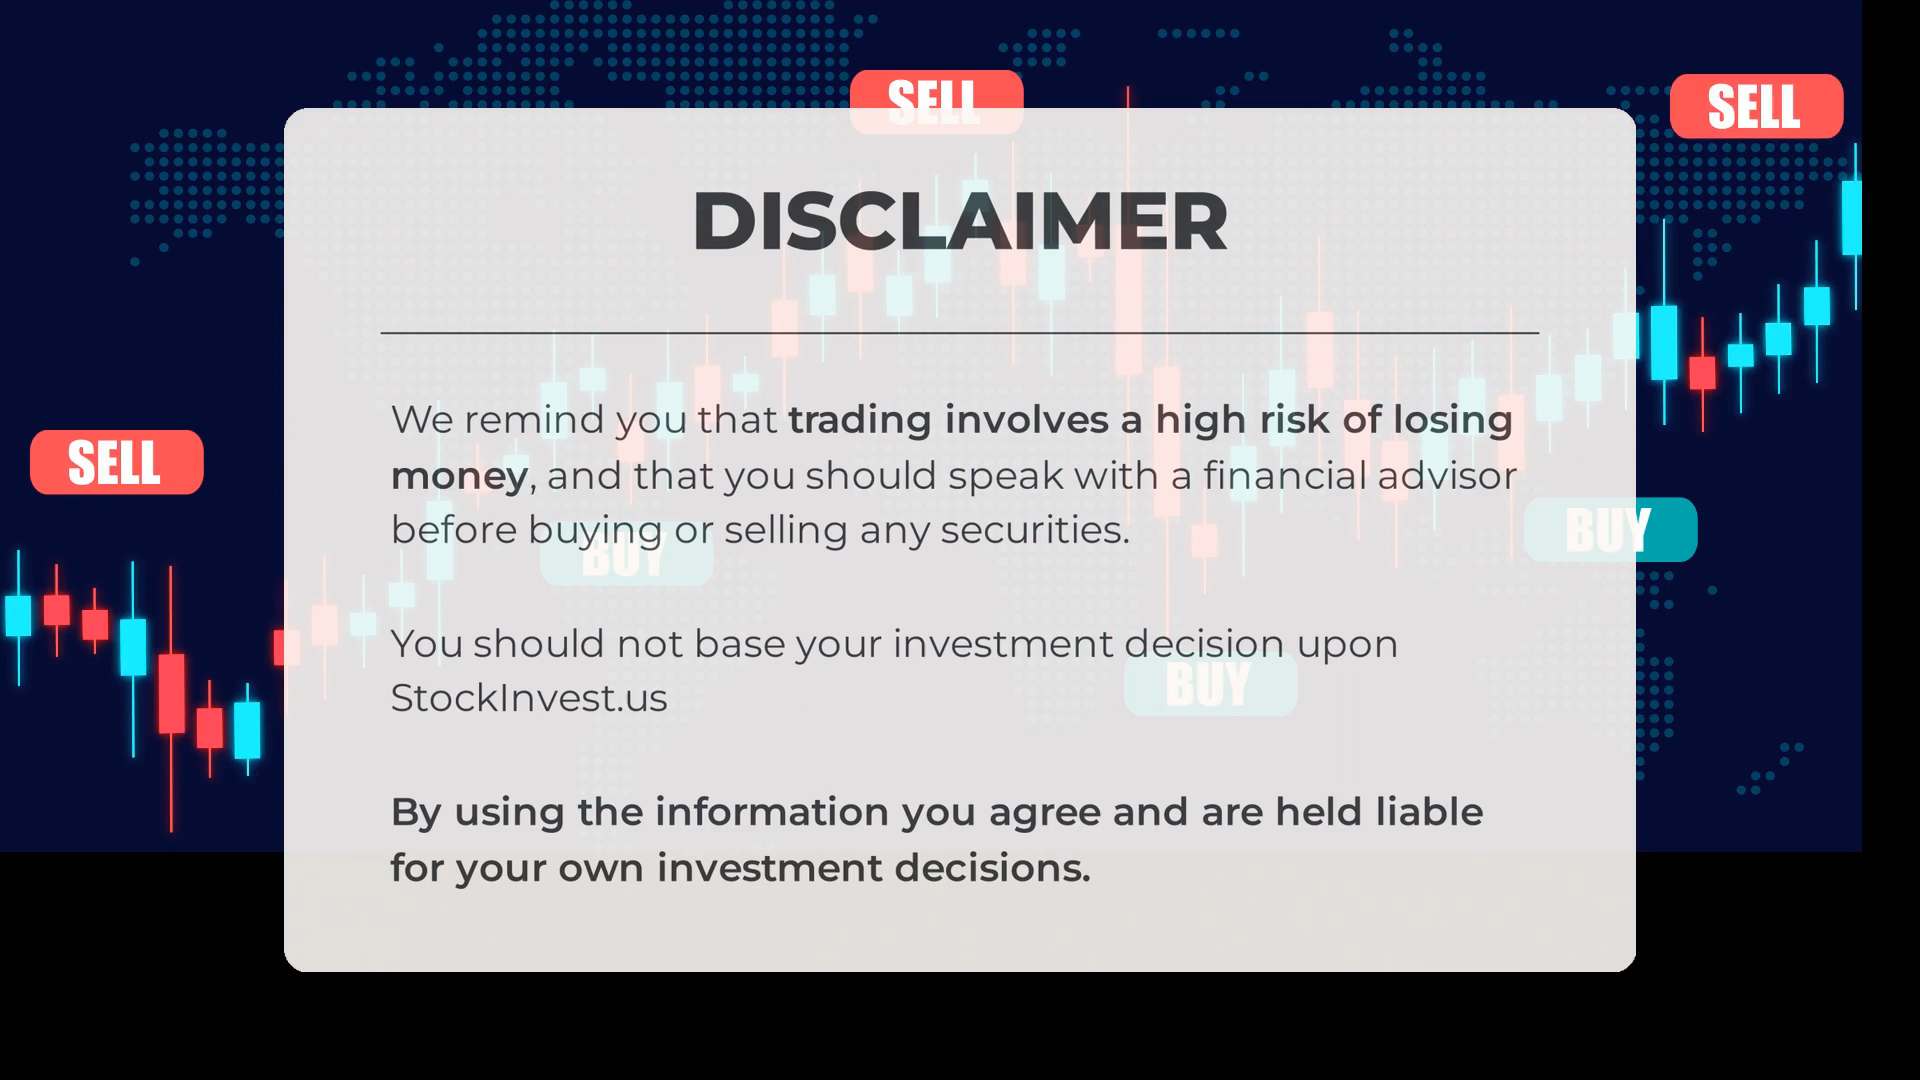 SELL
SELL
DISCLAIMER
We remind you that trading involves a high risk of losing
money, and that you should speak with a financial advisor
before buying or selling any securities.
SELL
BUY
BUY
You should not base your investment decision upon
StockInvest.us
BUY
By using the information you agree and are held liable
for your own investment decisions.